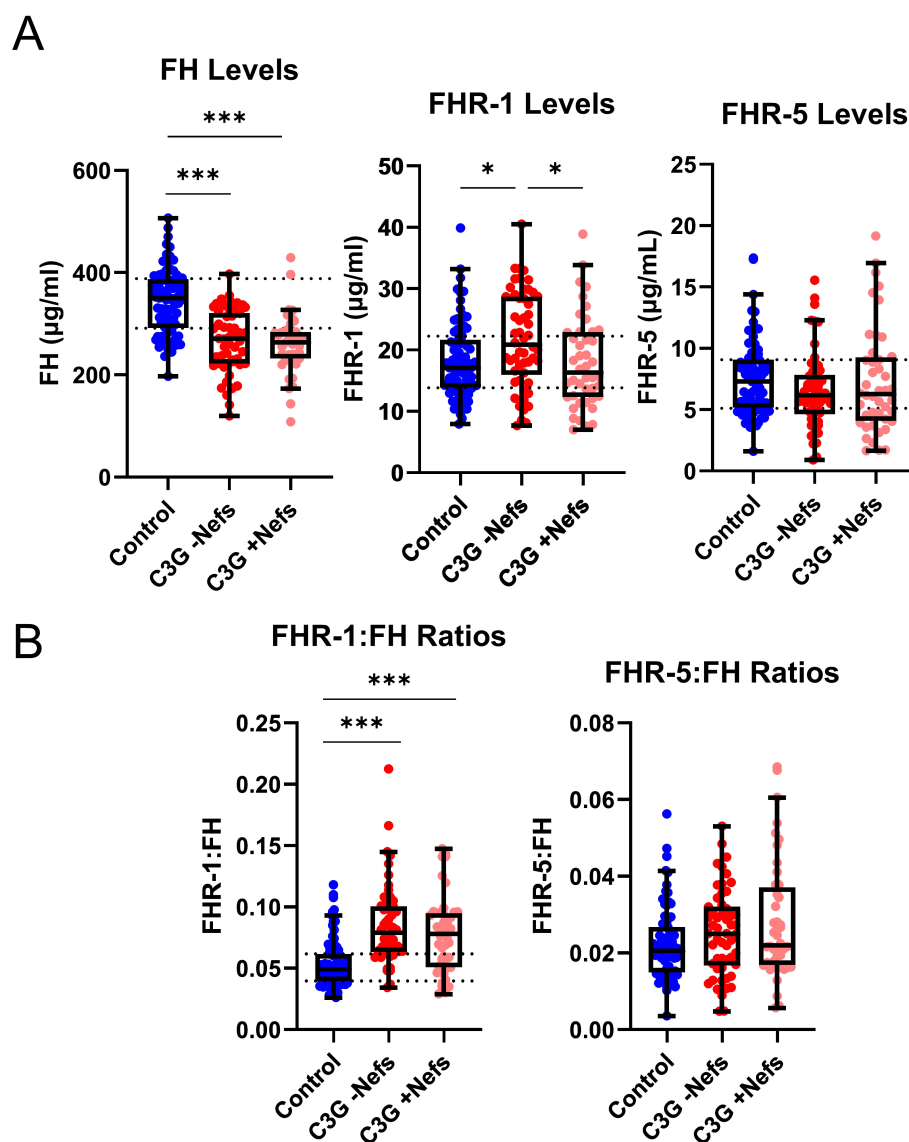 A
FH Levels
FHR-1 Levels
FHR-5 Levels
***
***
*
*
FH (µg/ml)
600
400
200
0
FHR-1 (µg/ml)
50
40
30
20
10
0
FHR-5 (µg/mL)
25
20
15
10
5
0
Control
C3G -Nefs
C3G +Nefs
Control
C3G -Nefs
C3G +Nefs
Control
C3G -Nefs
C3G +Nefs
B
FHR-1:FH Ratios
FHR-5:FH Ratios
***
***
FHR-1:FH
0.25
0.20
0.15
0.10
0.05
0.00
FHR-5:FH
0.08
0.06
0.04
0.02
0.00
Control
C3G -Nefs
C3G +Nefs
Control
C3G -Nefs
C3G +Nefs